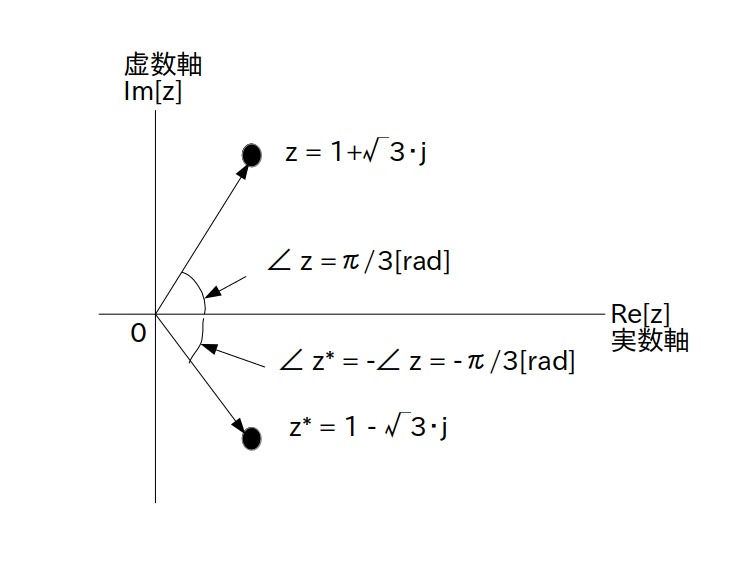 虚数軸
Im[z]
z = 1+√3・j
∠ z = π/3[rad]
0
Re[z]
実数軸
∠ z* = -∠ z = -π/3[rad]
z* = 1 - √3・j